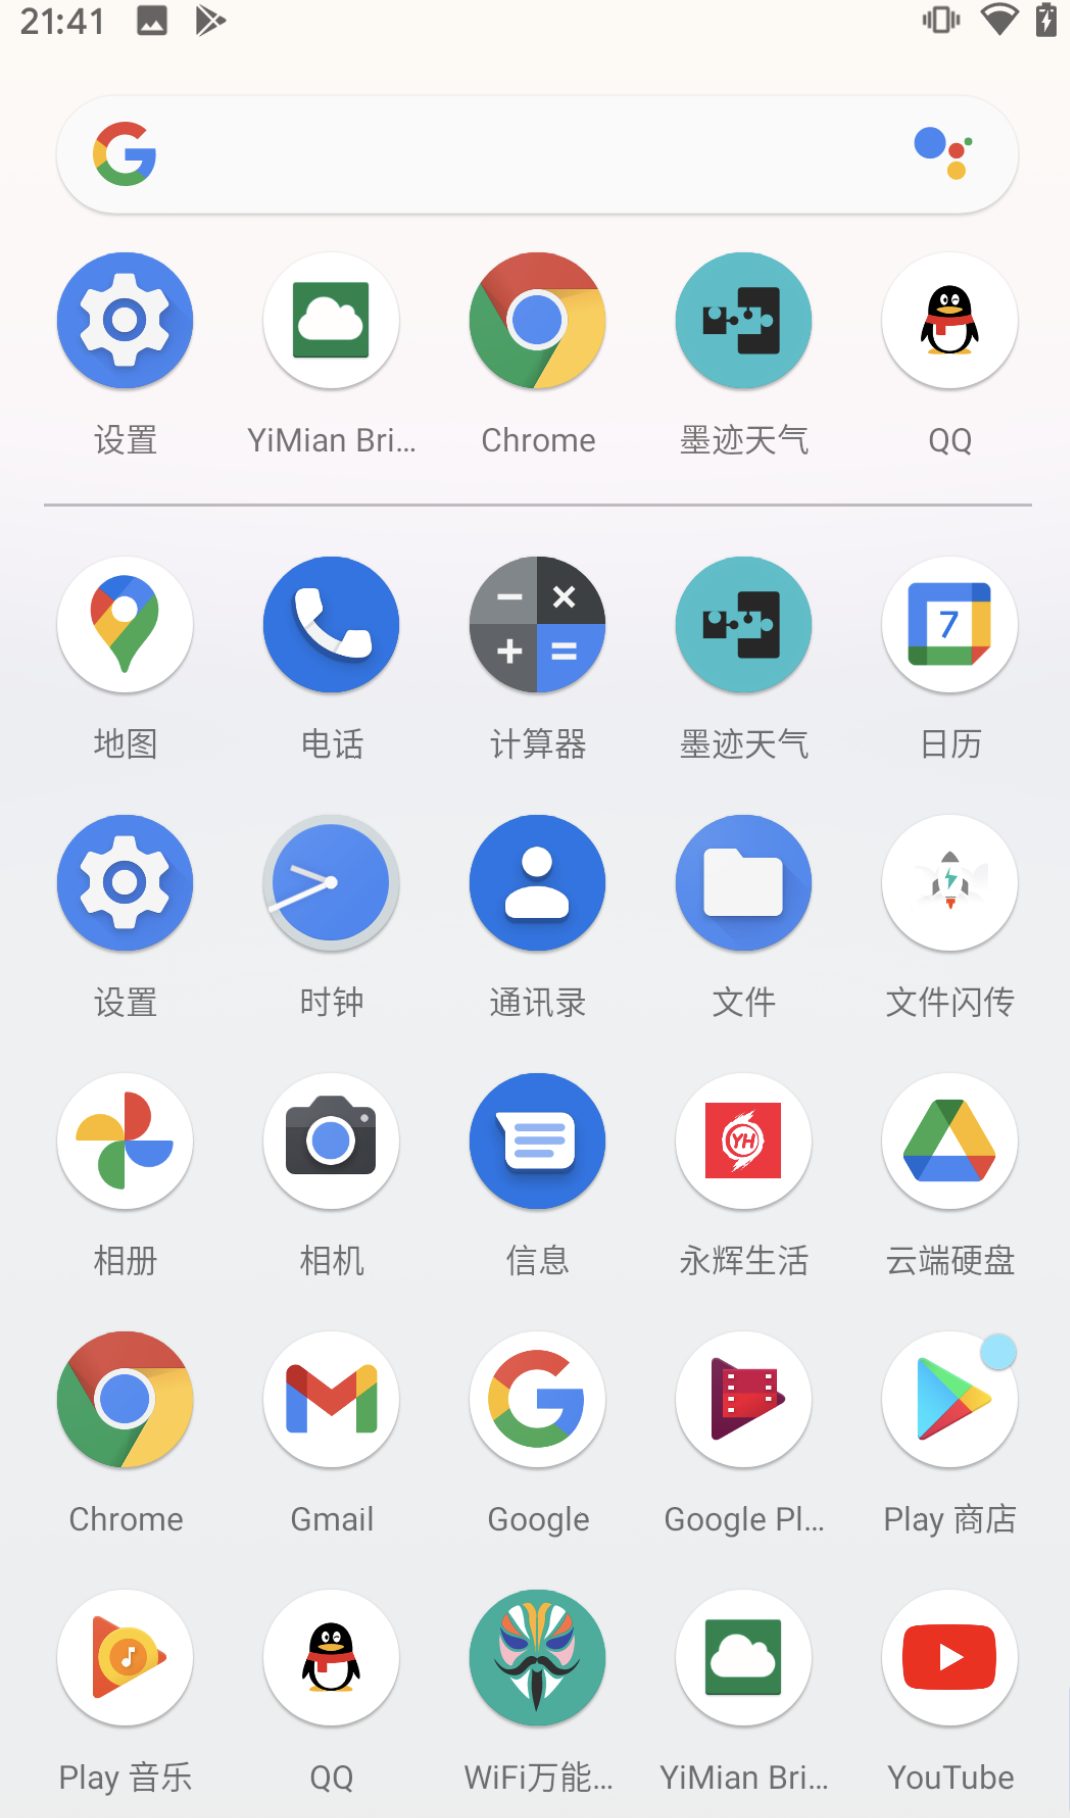 21:41
设置 YiMian Bri... Chrome 墨迹天气 QQ
地图 电话 计算器 墨迹天气 日历
7
设置 时钟 通讯录 文件 文件闪传
YH
相册 相机 信息 永辉生活 云端硬盘
Chrome Gmail Google Google Pl... Play 商店
Play 音乐 QQ WiFi万能... YiMian Bri... YouTube